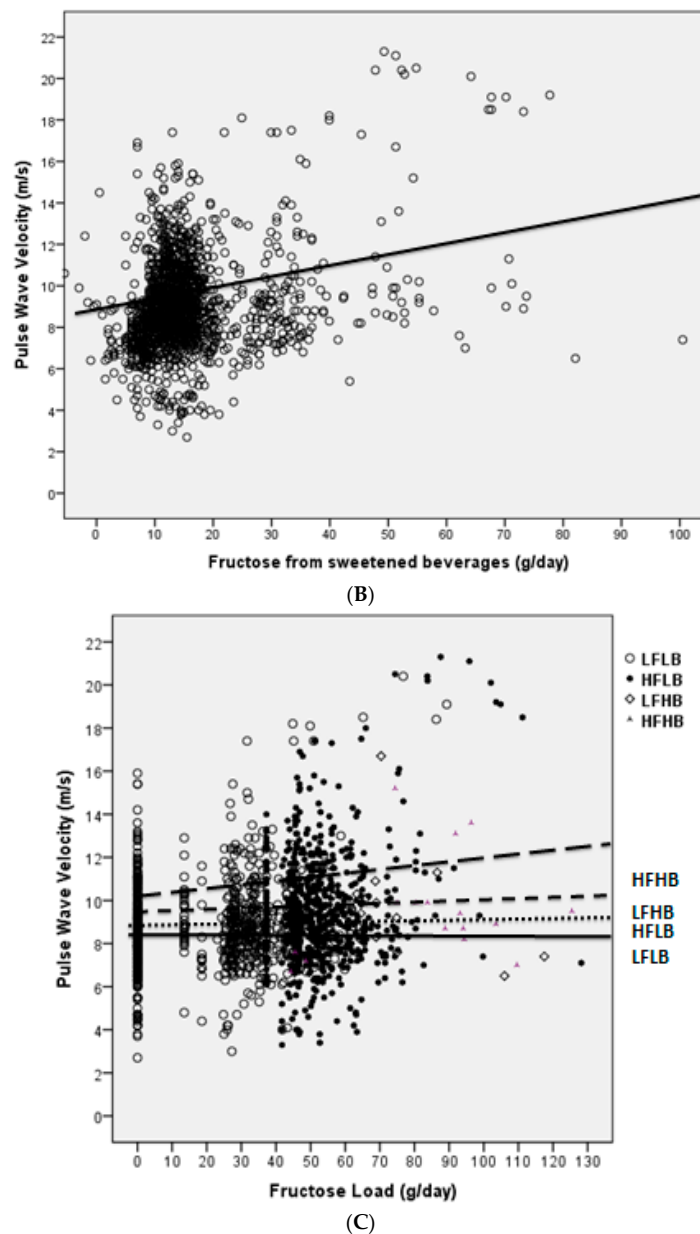 22
20
18
16
14
12
10
8
6
4
2
0
Pulse Wave Velocity (m/s)
0 10 20 30 40 50 60 70 80 90 100
Fructose from sweetened beverages (g/day)
(B)
22
20
18
16
14
12
10
8
6
4
2
0
Pulse Wave Velocity (m/s)
LFLB
HFLB
LFHB
HFHB
HFHB
LFHB
HFLB
LFLB
0 10 20 30 40 50 60 70 80 90 100 110 120 130
Fructose Load (g/day)
(C)